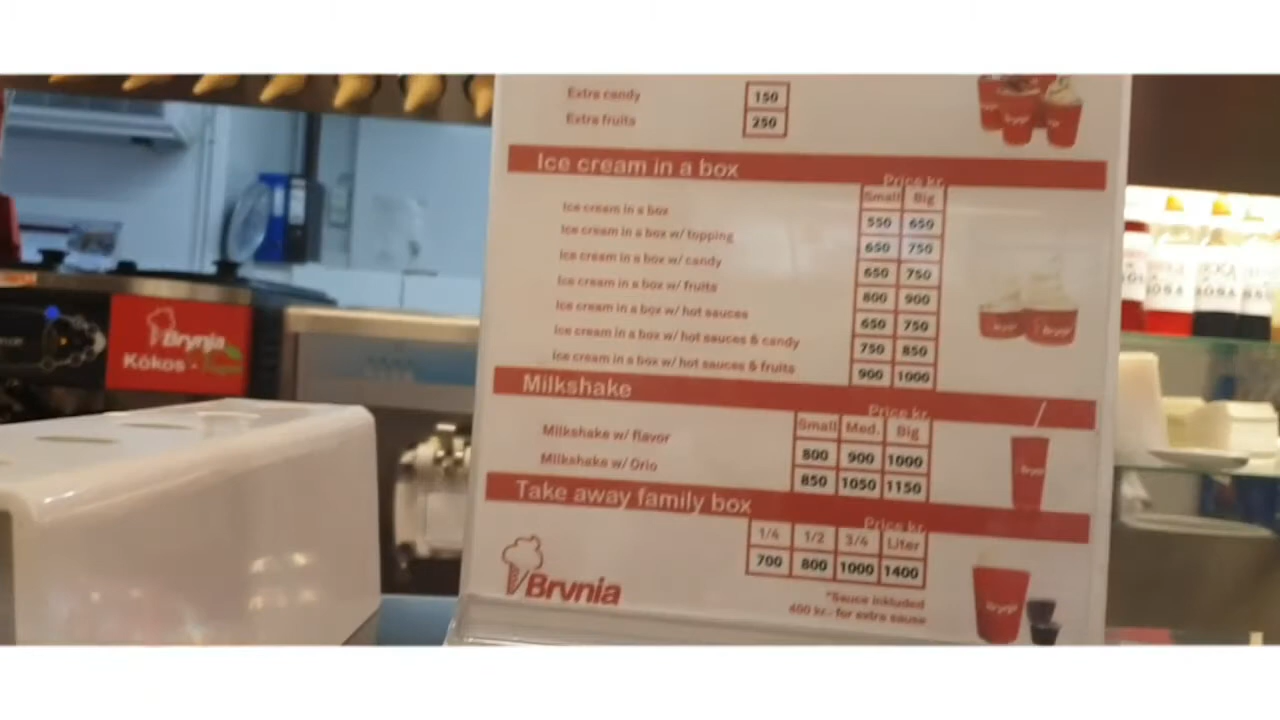 Extra candy 150
Extra fruits 250
Ice cream in a box
Price kr.
Small Big
Ice cream in a box 550 650
Ice cream in a box w/ topping 650 750
Ice cream in a box w/ candy 650 750
Ice cream in a box w/ fruits 800 900
Ice cream in a box w/ hot sauces 650 750
Ice cream in a box w/ hot sauces & candy 750 850
Ice cream in a box w/ hot sauces & fruits 900 1000
Milkshake
Price kr.
Small Med. Big
Milkshake w/ flavor 800 900 1000
Milkshake w/ Orio 850 1050 1150
Take away family box
Price kr.
1/4 1/2 3/4 Liter
700 800 1000 1400
*Sauce inkluded
400 kr.- for extra sause
Brynja
Brynja
Kókos -